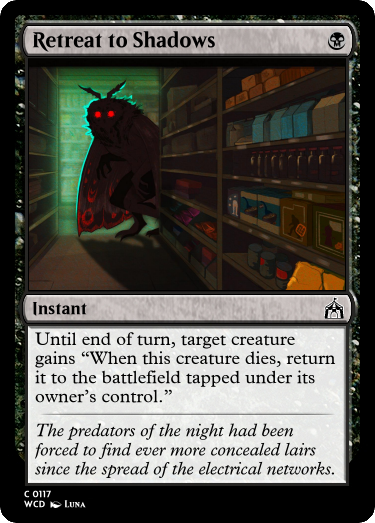 Retreat to Shadows
Instant
Until end of turn, target creature
gains “When this creature dies, return
it to the battlefield tapped under its
owner’s control.”
The predators of the night had been
forced to find ever more concealed lairs
since the spread of the electrical networks.
C 0117
WCD Luna